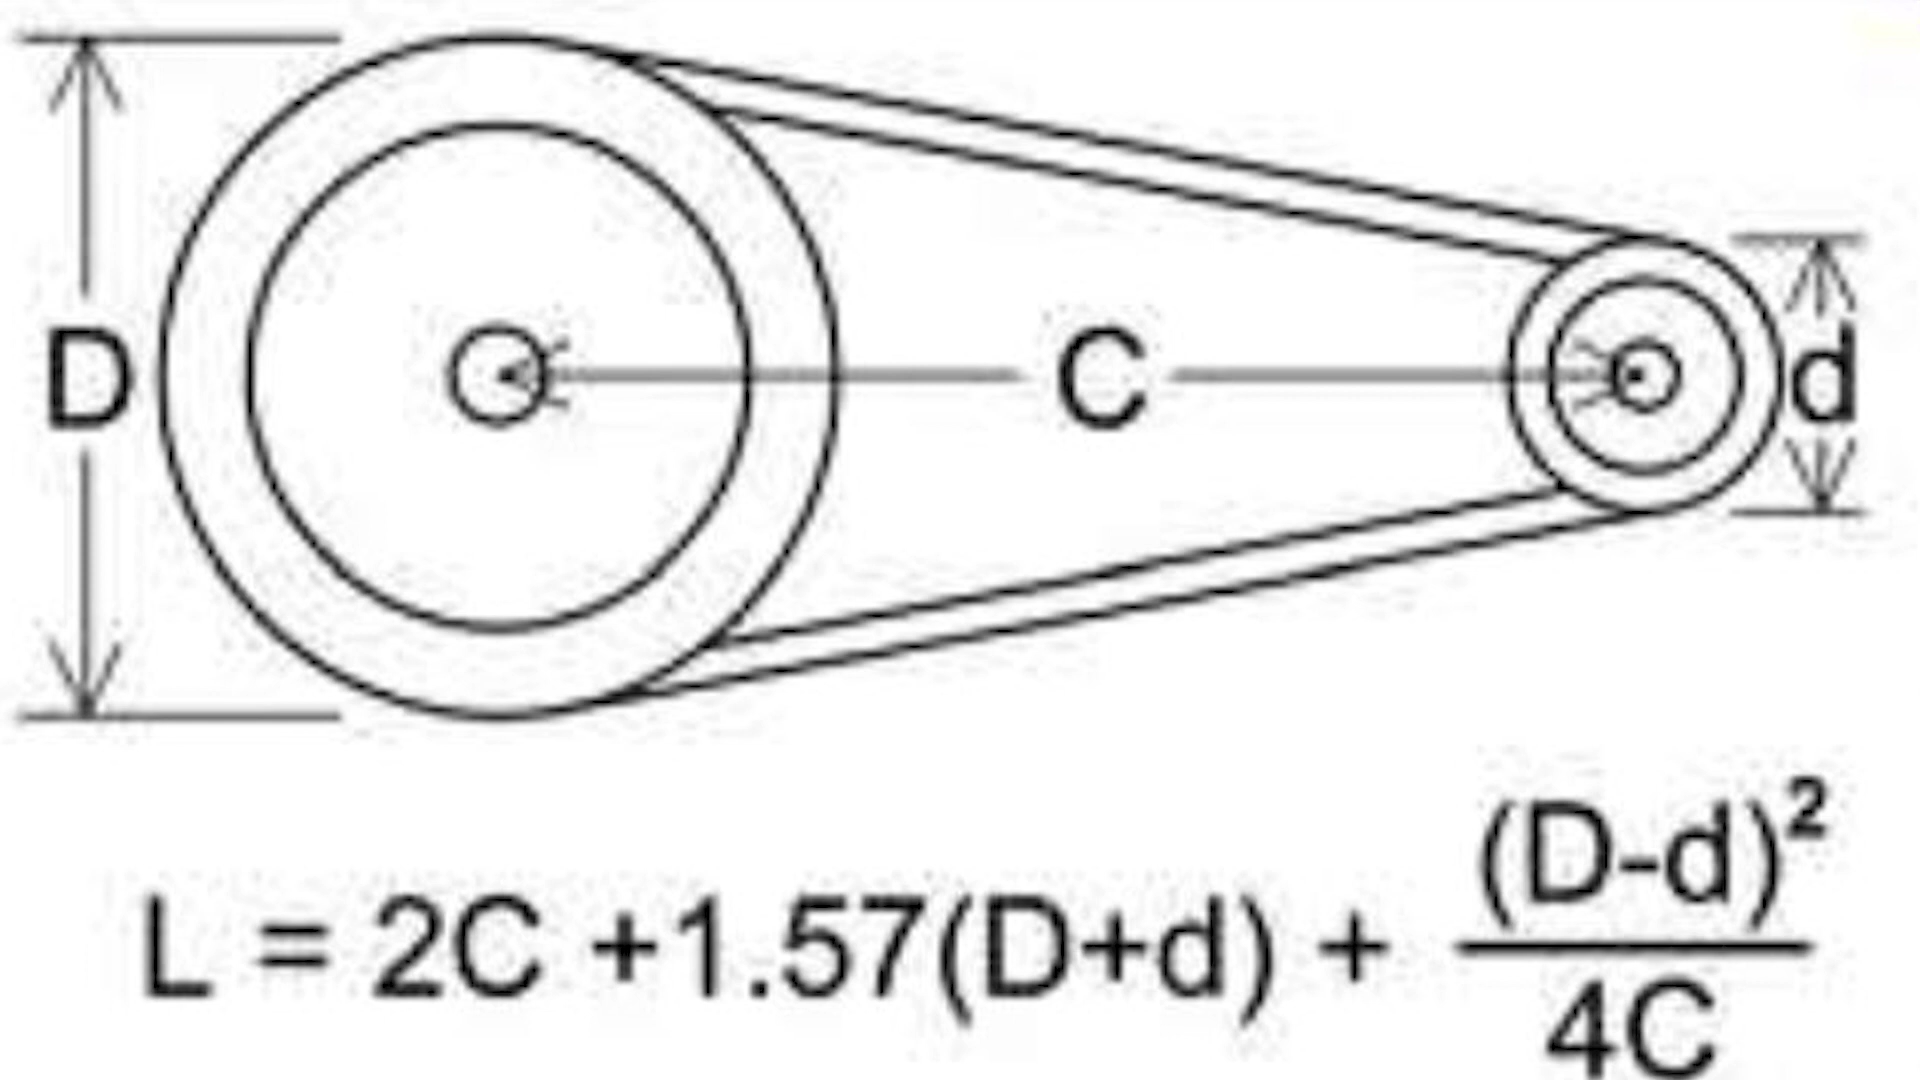 D
C
d
L = 2C +1.57(D+d) + (D-d)²/4C